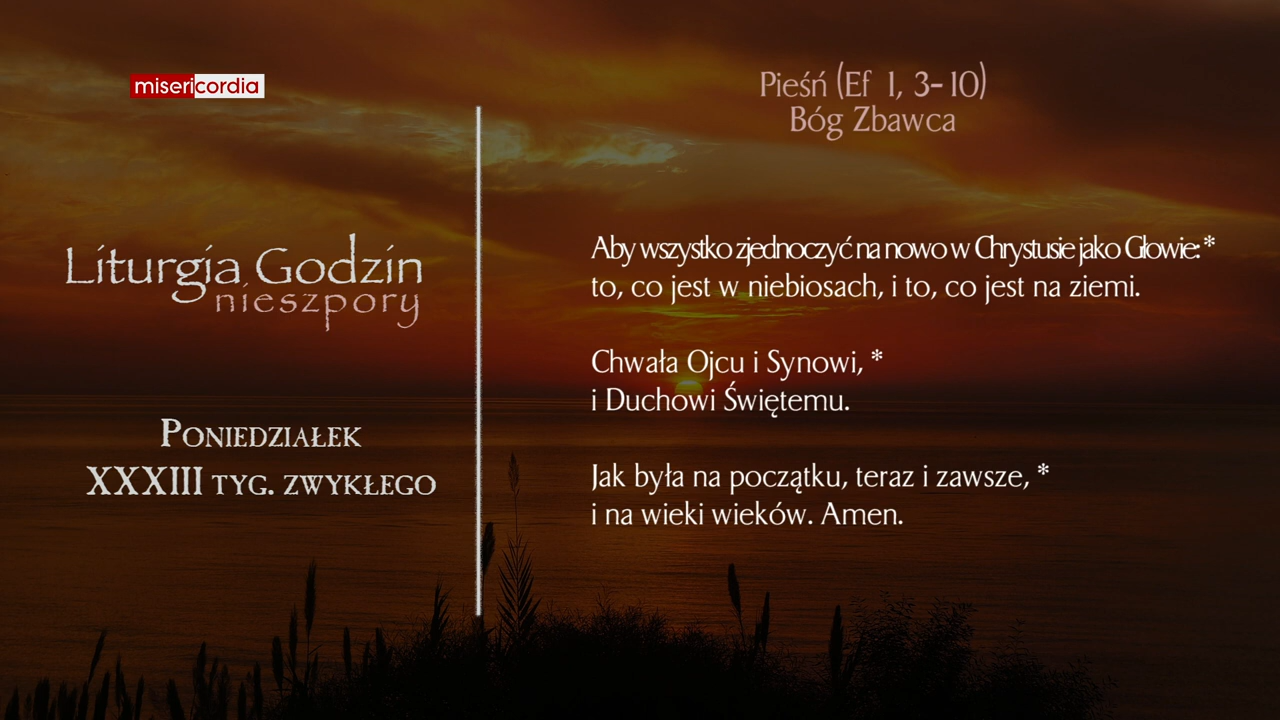 misericordia
Liturgia Godzin
nieszpory
Poniedziałek
XXXIII tyg. zwykłego
Pieśń (Ef 1, 3-10)
Bóg Zbawca
Aby wszystko zjednoczyć na nowo w Chrystusie jako Głowie: *
to, co jest w niebiosach, i to, co jest na ziemi.
Chwała Ojcu i Synowi, *
i Duchowi Świętemu.
Jak była na początku, teraz i zawsze, *
i na wieki wieków. Amen.